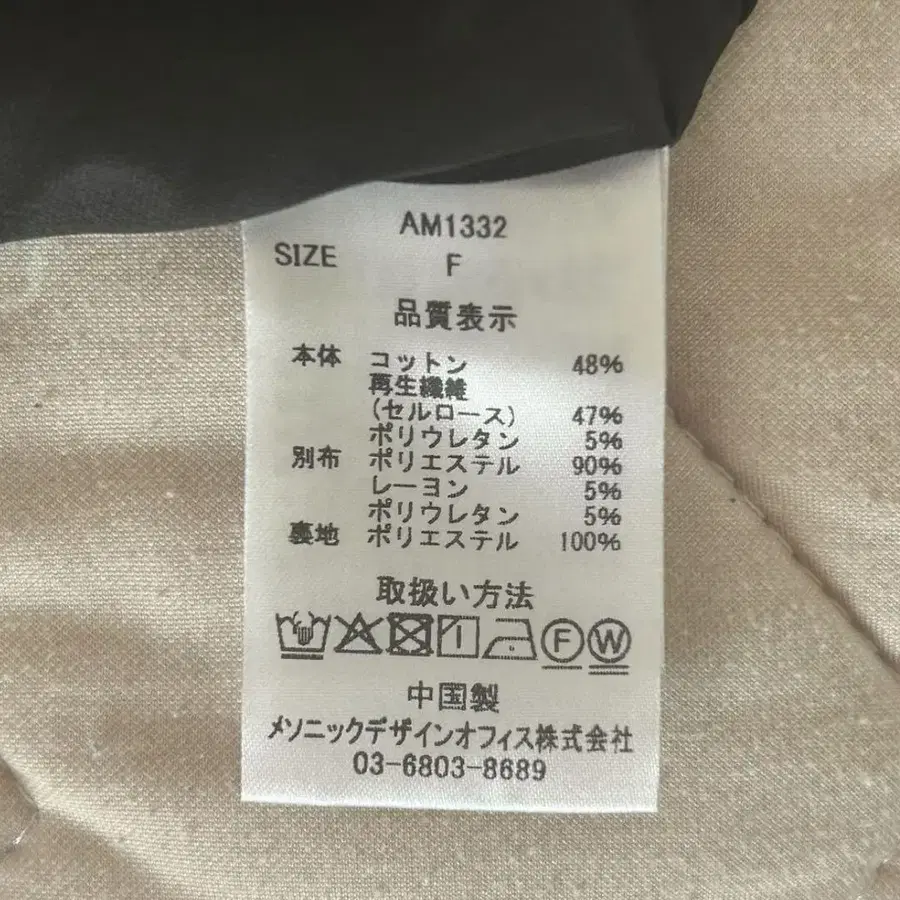 AM1332
SIZE F
品質表示
本体 コットン 48%
再生繊維
(セルロース) 47%
ポリウレタン 5%
別布 ポリエステル 90%
レーヨン 5%
ポリウレタン 5%
裏地 ポリエステル 100%
取扱い方法
F W
中国製
メソニックデザインオフィス株式会社
03-6803-8689